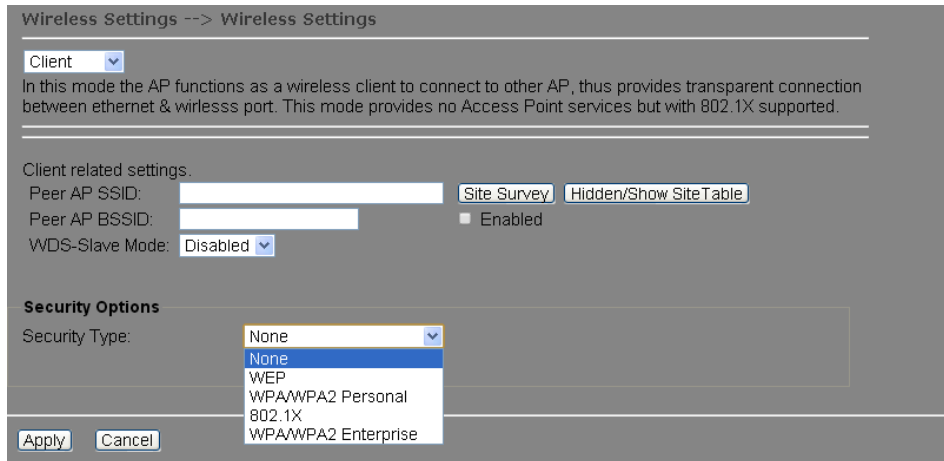 Wireless Settings --> Wireless Settings
Client
In this mode the AP functions as a wireless client to connect to other AP, thus provides transparent connection
between ethernet & wirlesss port. This mode provides no Access Point services but with 802.1X supported.
Client related settings.
Peer AP SSID: Site Survey Hidden/Show SiteTable
Peer AP BSSID: Enabled
WDS-Slave Mode: Disabled
Security Options
Security Type: None
None
WEP
WPA/WPA2 Personal
802.1X
WPA/WPA2 Enterprise
Apply Cancel